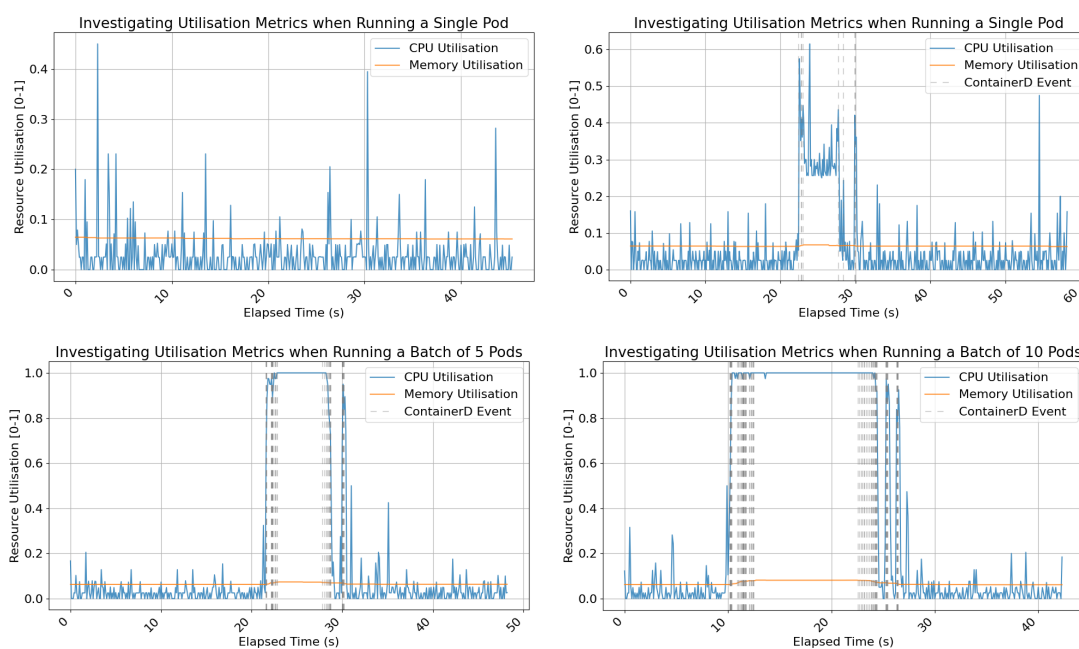 Investigating Utilisation Metrics when Running a Single Pod
CPU Utilisation
Memory Utilisation
Resource Utilisation [0-1]
0.4
0.3
0.2
0.1
0.0
0
10
20
30
40
Elapsed Time (s)
Investigating Utilisation Metrics when Running a Single Pod
CPU Utilisation
Memory Utilisation
ContainerD Event
Resource Utilisation [0-1]
0.6
0.5
0.4
0.3
0.2
0.1
0.0
0
10
20
30
40
50
60
Elapsed Time (s)
Investigating Utilisation Metrics when Running a Batch of 5 Pods
CPU Utilisation
Memory Utilisation
ContainerD Event
Resource Utilisation [0-1]
1.0
0.8
0.6
0.4
0.2
0.0
0
10
20
30
40
50
Elapsed Time (s)
Investigating Utilisation Metrics when Running a Batch of 10 Pods
CPU Utilisation
Memory Utilisation
ContainerD Event
Resource Utilisation [0-1]
1.0
0.8
0.6
0.4
0.2
0.0
0
10
20
30
40
Elapsed Time (s)